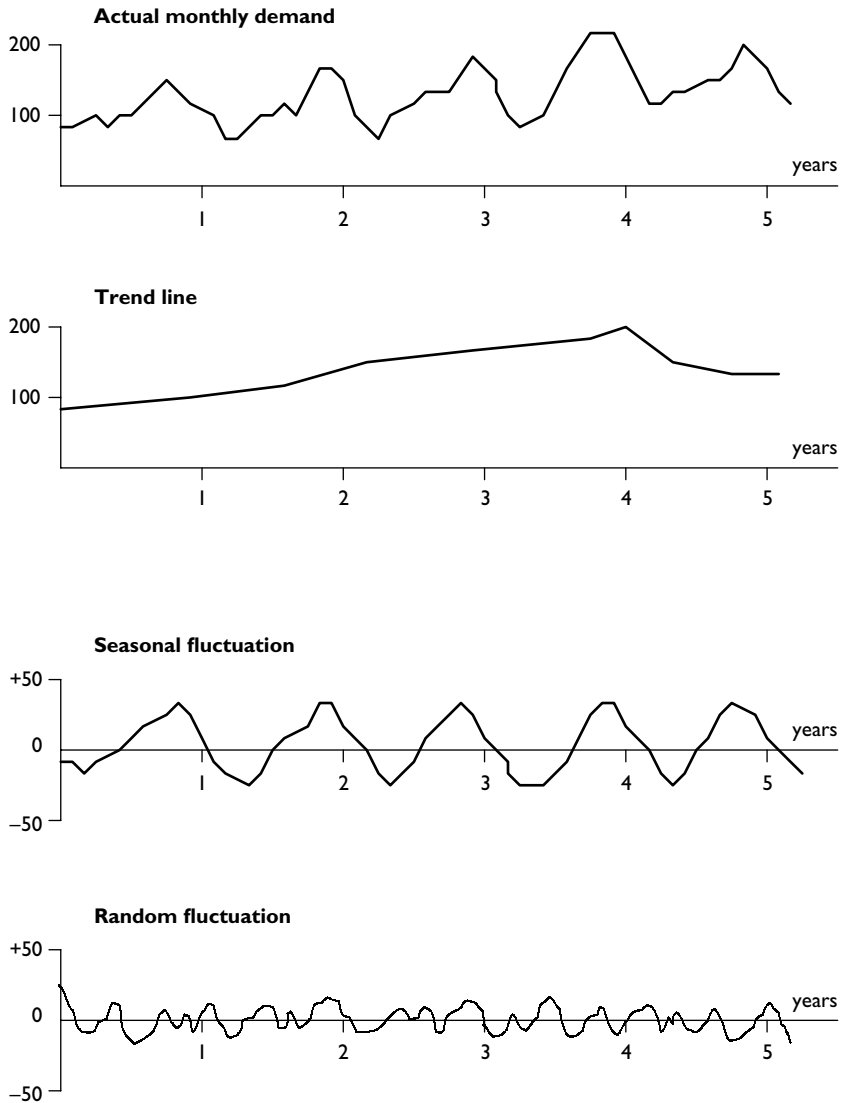 Actual monthly demand
200
100
years
1 2 3 4 5
Trend line
200
100
years
1 2 3 4 5
Seasonal fluctuation
+50
0
years
1 2 3 4 5
–50
Random fluctuation
+50
0
years
1 2 3 4 5
–50